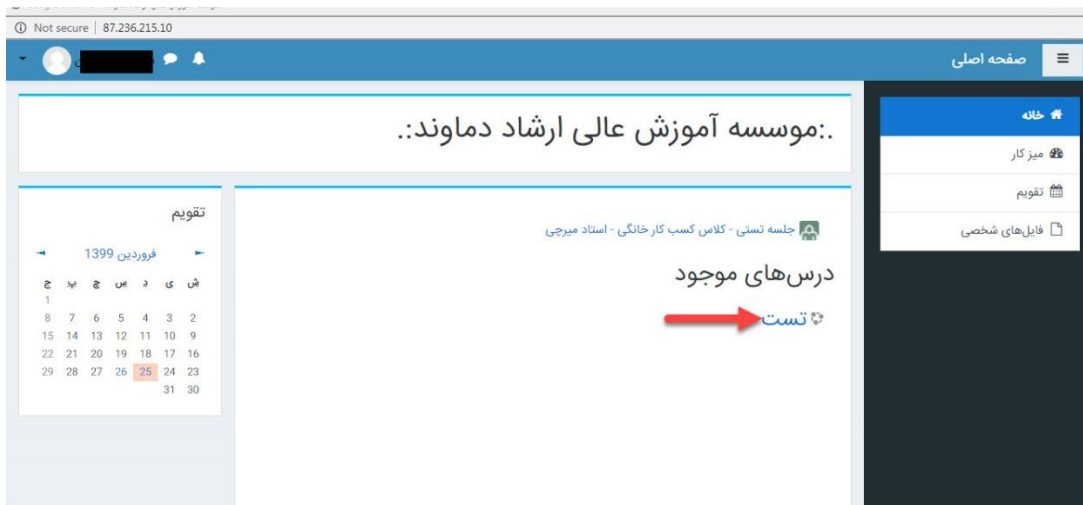 Not secure | 87.236.215.10
صفحه اصلی
خانه
میز کار
تقویم
فایل‌های شخصی
.:موسسه آموزش عالی ارشاد دماوند:.
جلسه تستی - کلاس کسب کار خانگی - استاد میرچی
درس‌های موجود
تست
تقویم
فروردین 1399
ش ی د س چ پ ج
1
2 3 4 5 6 7 8
9 10 11 12 13 14 15
16 17 18 19 20 21 22
23 24 25 26 27 28 29
30 31